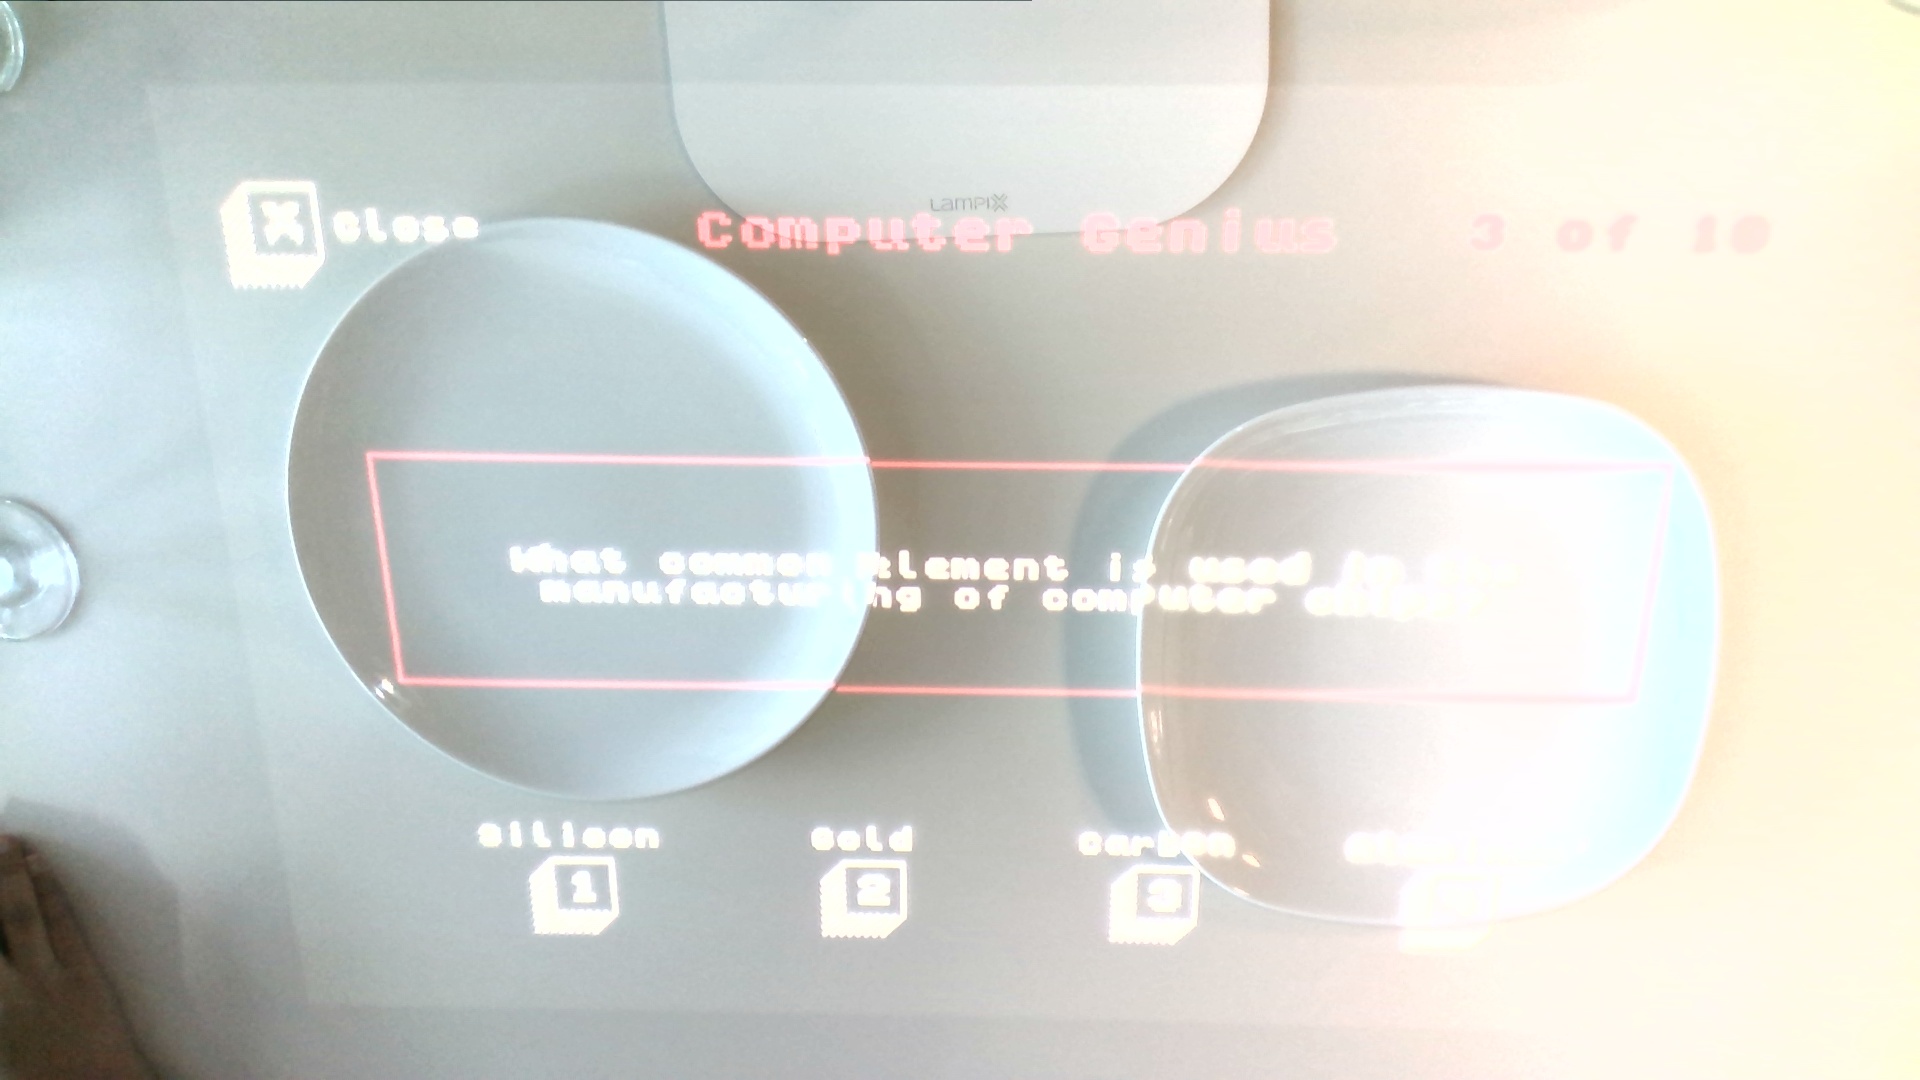 LAMPIX
X Close
Computer Genius
3 of 10
What common element is used in the
manufacturing of computer chips?
Silicon
Gold
Carbon
1
2
3